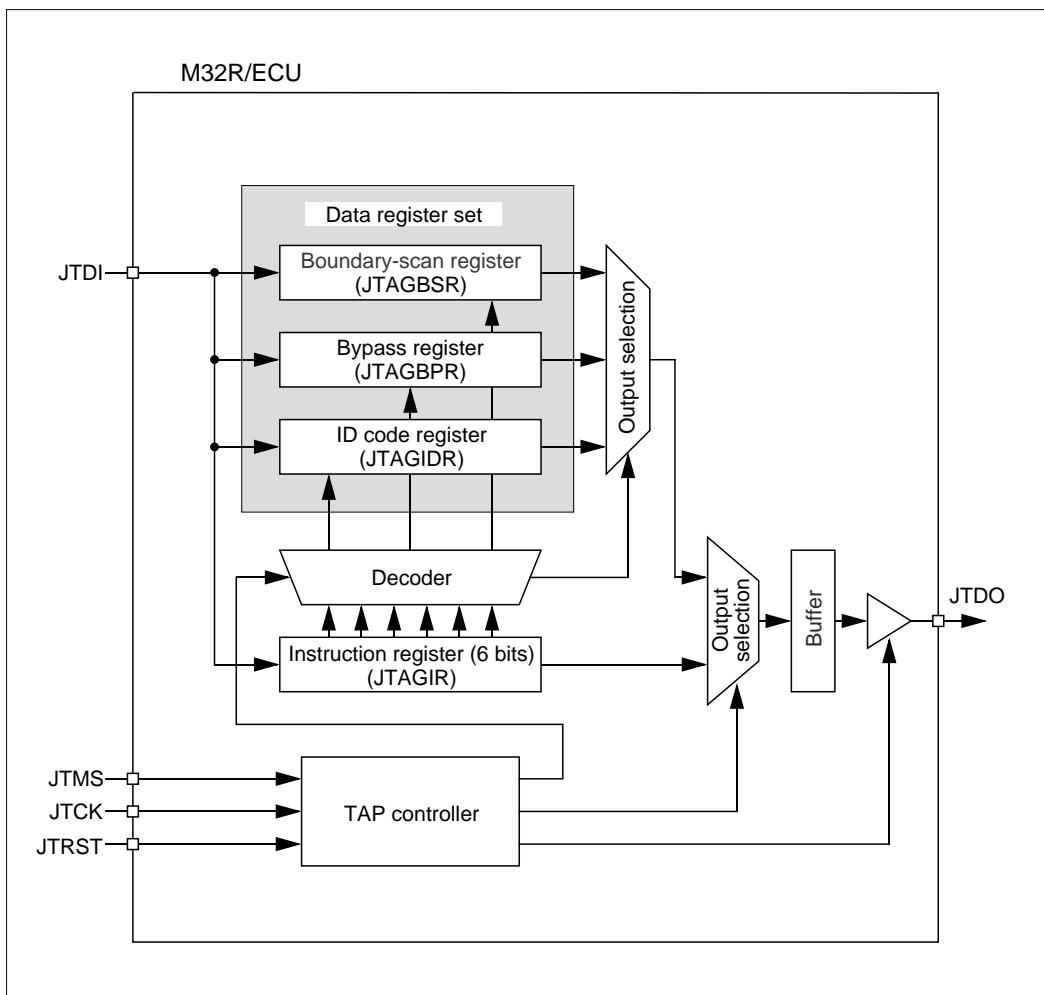 M32R/ECU
Data register set
JTDI
Boundary-scan register
(JTAGBSR)
Bypass register
(JTAGBPR)
ID code register
(JTAGIDR)
Output selection
Decoder
Instruction register (6 bits)
(JTAGIR)
Output
selection
Buffer
JTDO
JTMS
JTCK
JTRST
TAP controller